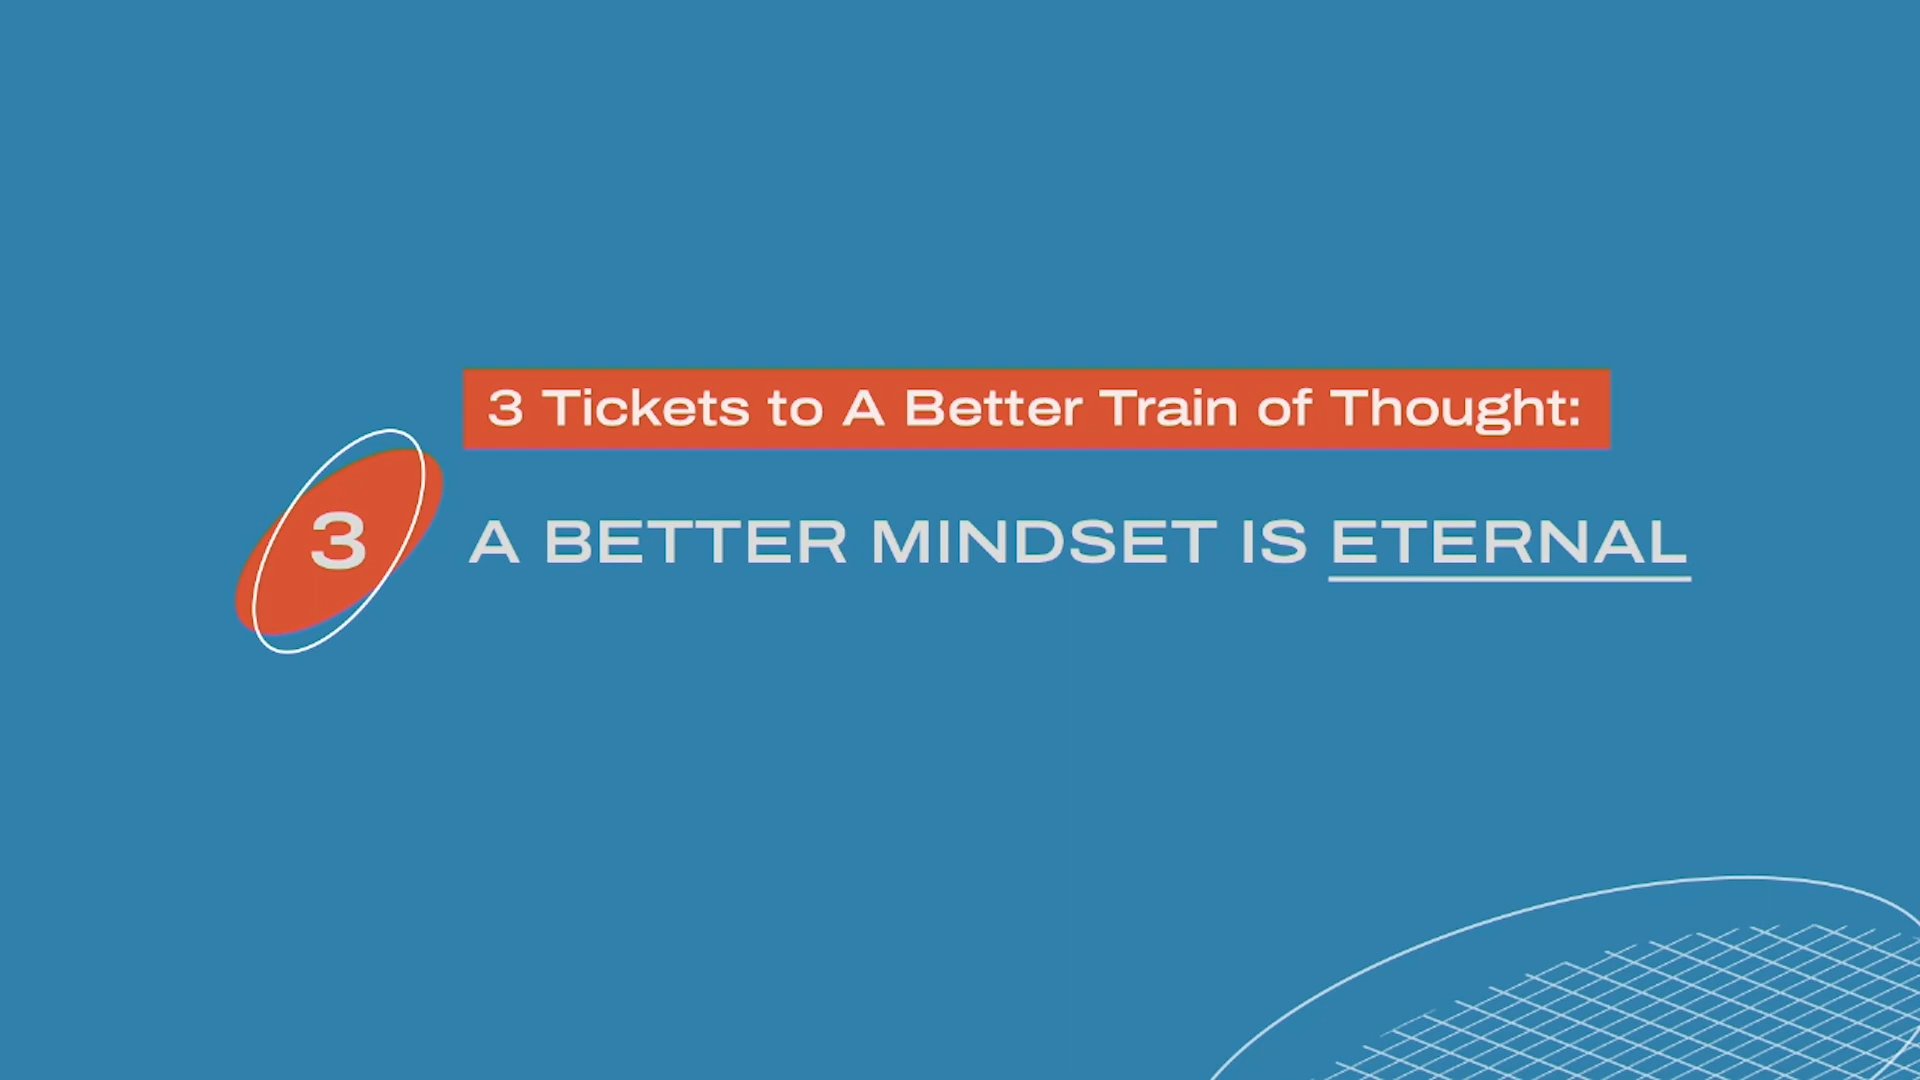 3 Tickets to A Better Train of Thought:
3
A BETTER MINDSET IS ETERNAL